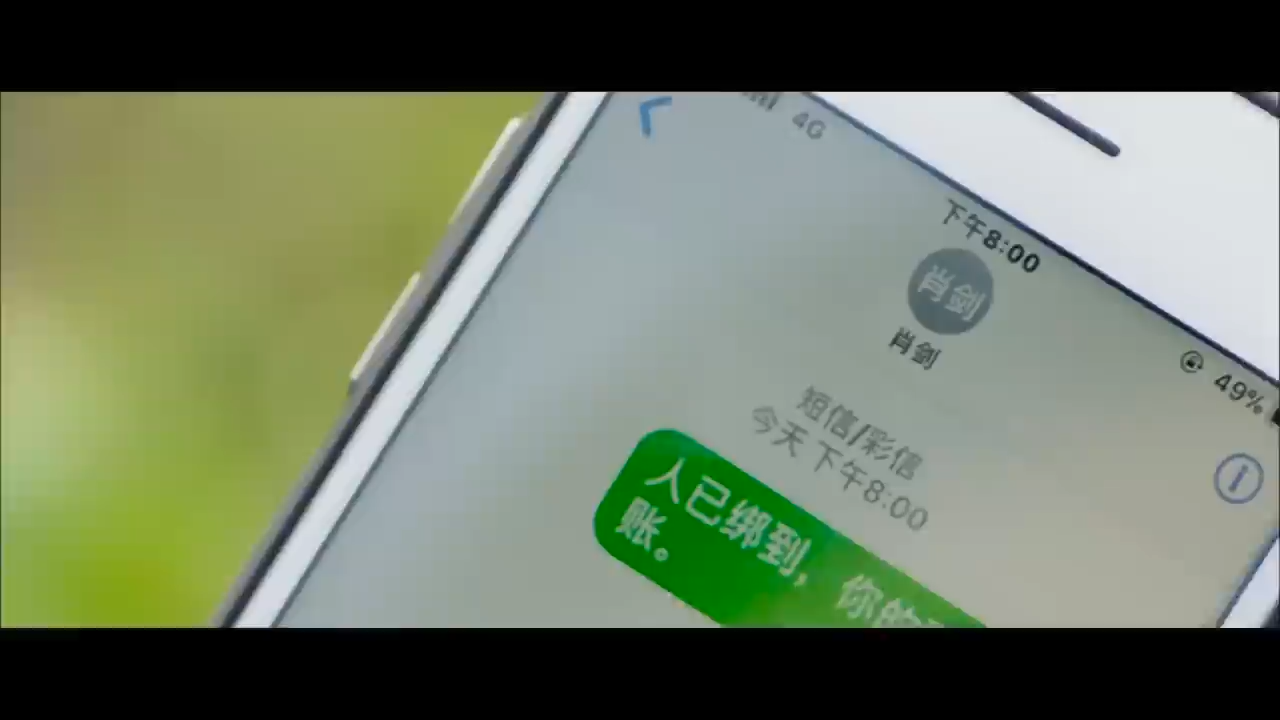 4G
下午8:00
49%
肖剑
肖剑
短信/彩信
今天 下午8:00
人已绑到，你的
账。